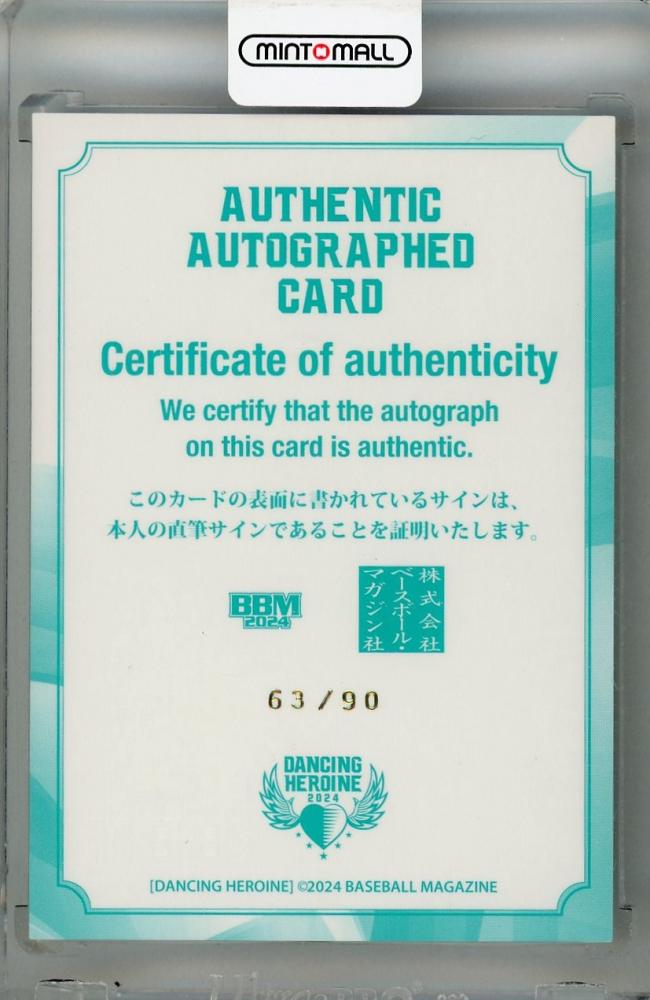 MINTMALL
AUTHENTIC
AUTOGRAPHED
CARD
Certificate of authenticity
We certify that the autograph
on this card is authentic.
このカードの表面に書かれているサインは、
本人の直筆サインであることを証明いたします。
BBM
2024
株式会社
ベースボール・
マガジン社
63/90
DANCING
HEROINE
2024
[DANCING HEROINE] ©2024 BASEBALL MAGAZINE